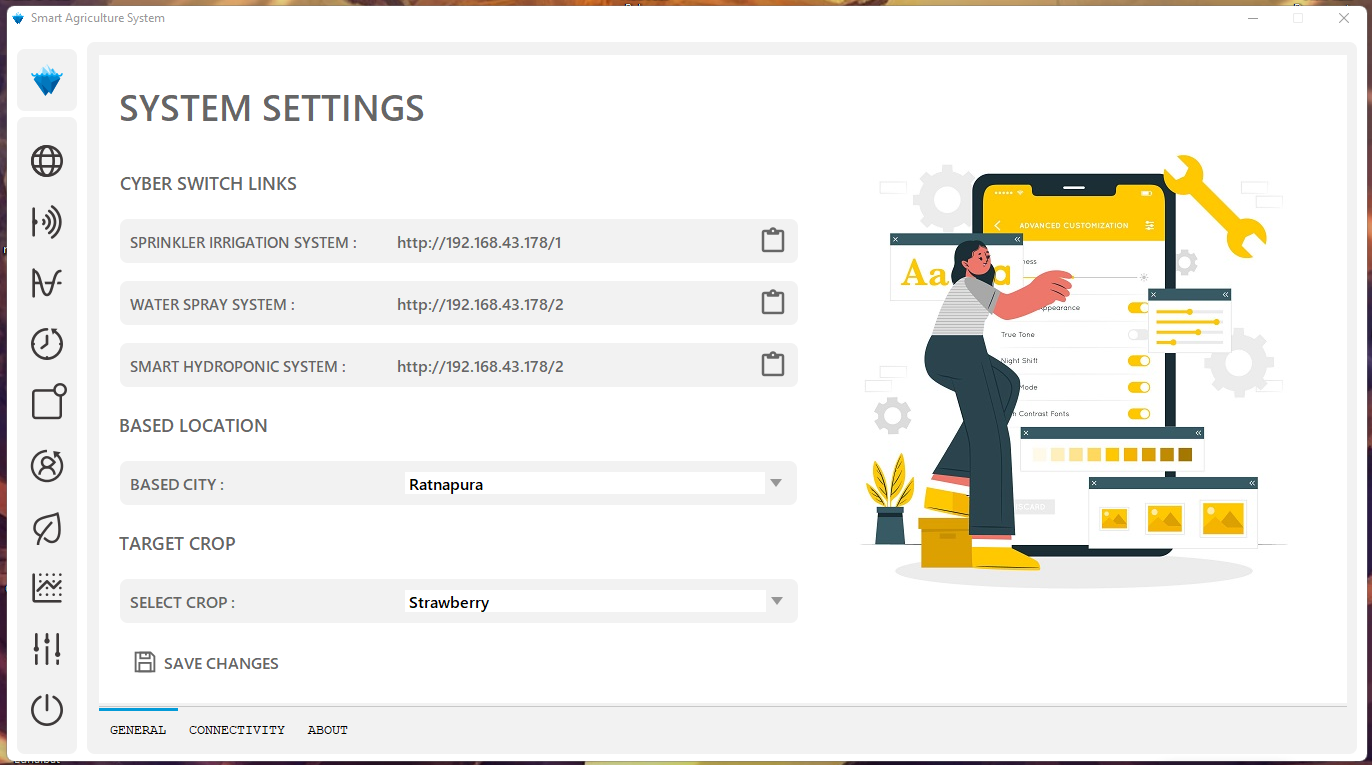 Smart Agriculture System
SYSTEM SETTINGS
CYBER SWITCH LINKS
SPRINKLER IRRIGATION SYSTEM : http://192.168.43.178/1
WATER SPRAY SYSTEM : http://192.168.43.178/2
SMART HYDROPONIC SYSTEM : http://192.168.43.178/2
BASED LOCATION
BASED CITY : Ratnapura
TARGET CROP
SELECT CROP : Strawberry
SAVE CHANGES
GENERAL CONNECTIVITY ABOUT
ADVANCED CUSTOMIZATION
Aa
a
ness
ppearance
True Tone
Night Shift
Mode
Contrast Fonts
SCARD